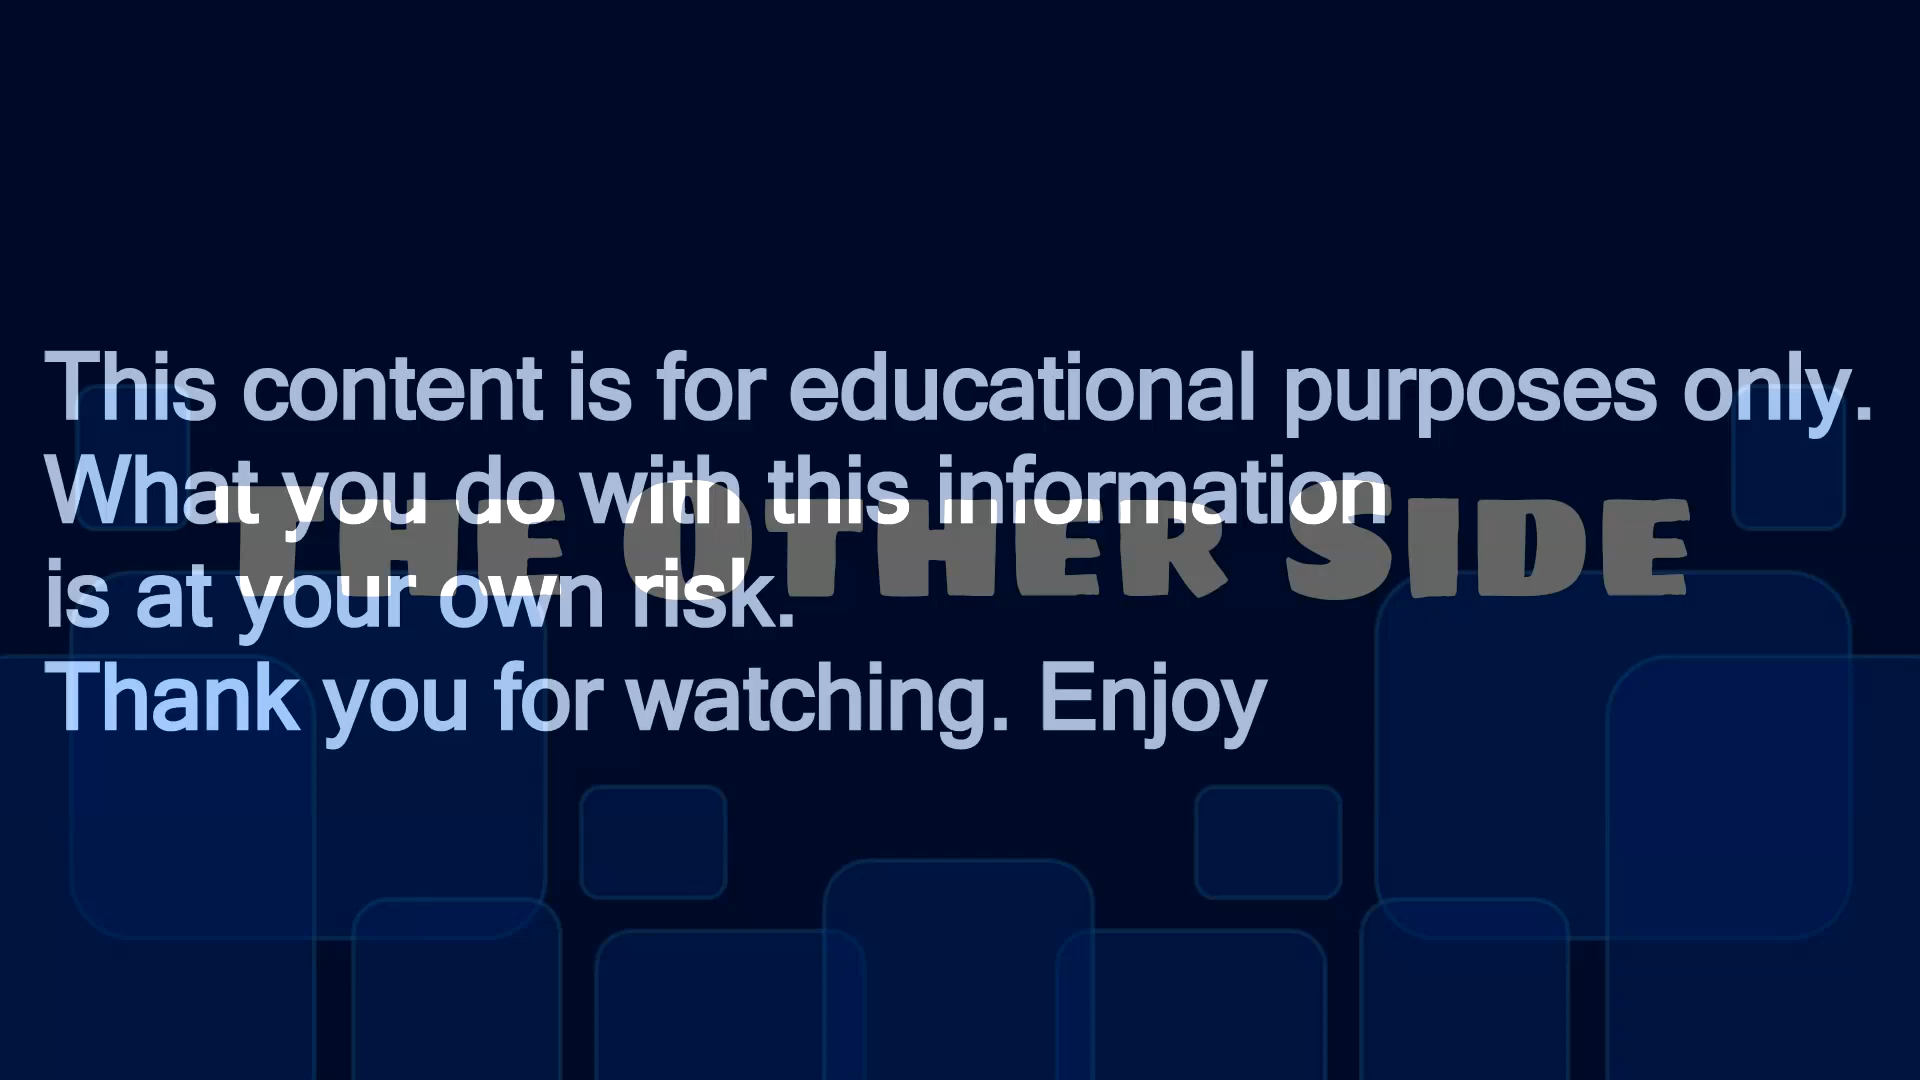 This content is for educational purposes only.
What you do with this information
The Other Side
is at your own risk.
Thank you for watching. Enjoy